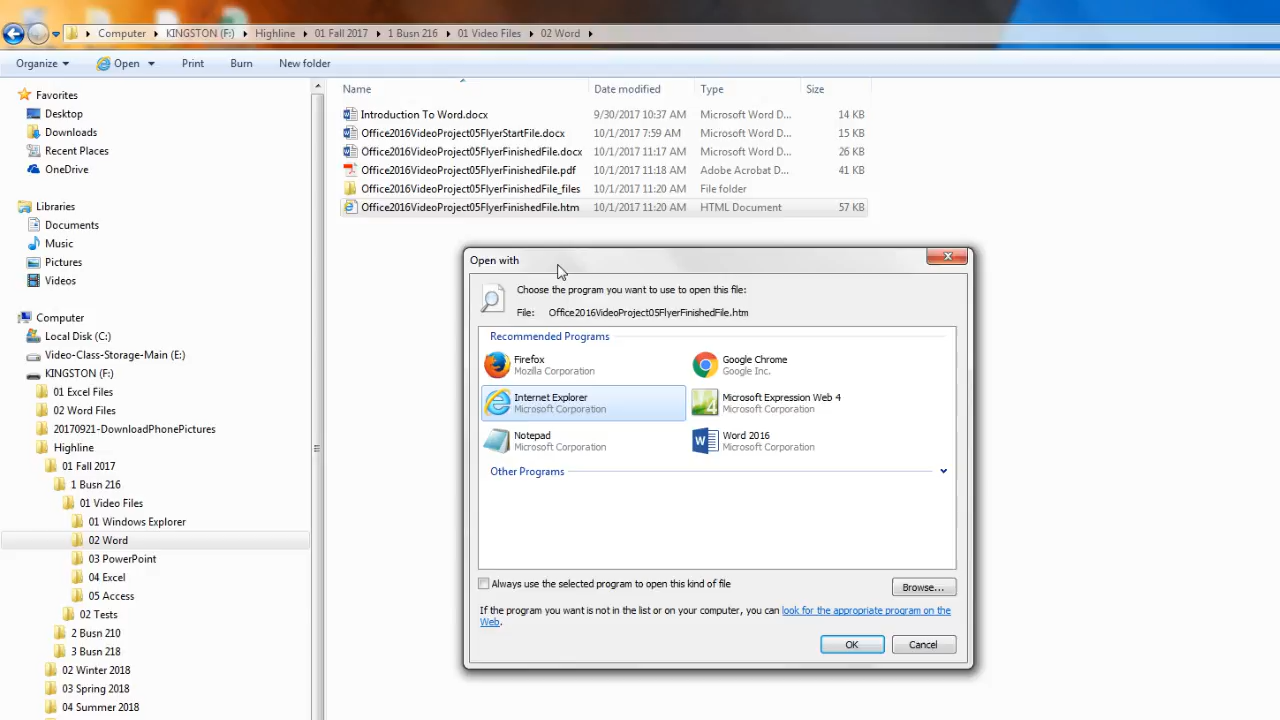 Computer KINGSTON (F:) Highline 01 Fall 2017 1 Busn 216 01 Video Files 02 Word
Organize Open Print Burn New folder
Favorites
Desktop
Downloads
Recent Places
OneDrive
Libraries
Documents
Music
Pictures
Videos
Computer
Local Disk (C:)
Video-Class-Storage-Main (E:)
KINGSTON (F:)
01 Excel Files
02 Word Files
20170921-DownloadPhonePictures
Highline
01 Fall 2017
1 Busn 216
01 Video Files
01 Windows Explorer
02 Word
03 PowerPoint
04 Excel
05 Access
02 Tests
2 Busn 210
3 Busn 218
02 Winter 2018
03 Spring 2018
04 Summer 2018
Name Date modified Type Size
Introduction To Word.docx 9/30/2017 10:37 AM Microsoft Word D... 14 KB
Office2016VideoProject05FlyerStartFile.docx 10/1/2017 7:59 AM Microsoft Word D... 15 KB
Office2016VideoProject05FlyerFinishedFile.docx 10/1/2017 11:17 AM Microsoft Word D... 26 KB
Office2016VideoProject05FlyerFinishedFile.pdf 10/1/2017 11:18 AM Adobe Acrobat D... 41 KB
Office2016VideoProject05FlyerFinishedFile_files 10/1/2017 11:20 AM File folder
Office2016VideoProject05FlyerFinishedFile.htm 10/1/2017 11:20 AM HTML Document 57 KB
Open with
Choose the program you want to use to open this file:
File: Office2016VideoProject05FlyerFinishedFile.htm
Recommended Programs
Firefox
Mozilla Corporation
Google Chrome
Google Inc.
Internet Explorer
Microsoft Corporation
Microsoft Expression Web 4
Microsoft Corporation
Notepad
Microsoft Corporation
Word 2016
Microsoft Corporation
Other Programs
Always use the selected program to open this kind of file
Browse...
If the program you want is not in the list or on your computer, you can look for the appropriate program on the
Web.
OK Cancel